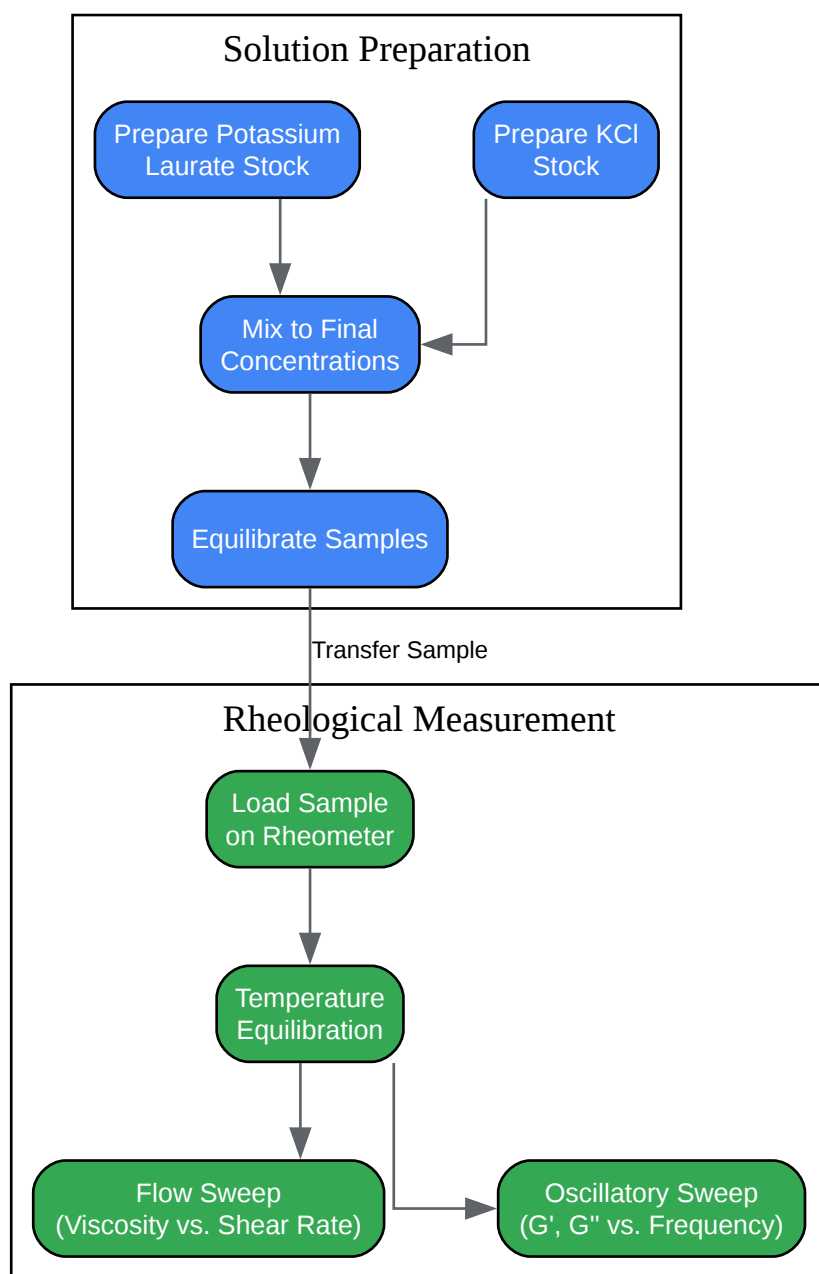 Solution Preparation
Prepare Potassium
Laurate Stock
Prepare KCl
Stock
Mix to Final
Concentrations
Equilibrate Samples
Transfer Sample
Rheological Measurement
Load Sample
on Rheometer
Temperature
Equilibration
Flow Sweep
(Viscosity vs. Shear Rate)
Oscillatory Sweep
(G', G'' vs. Frequency)